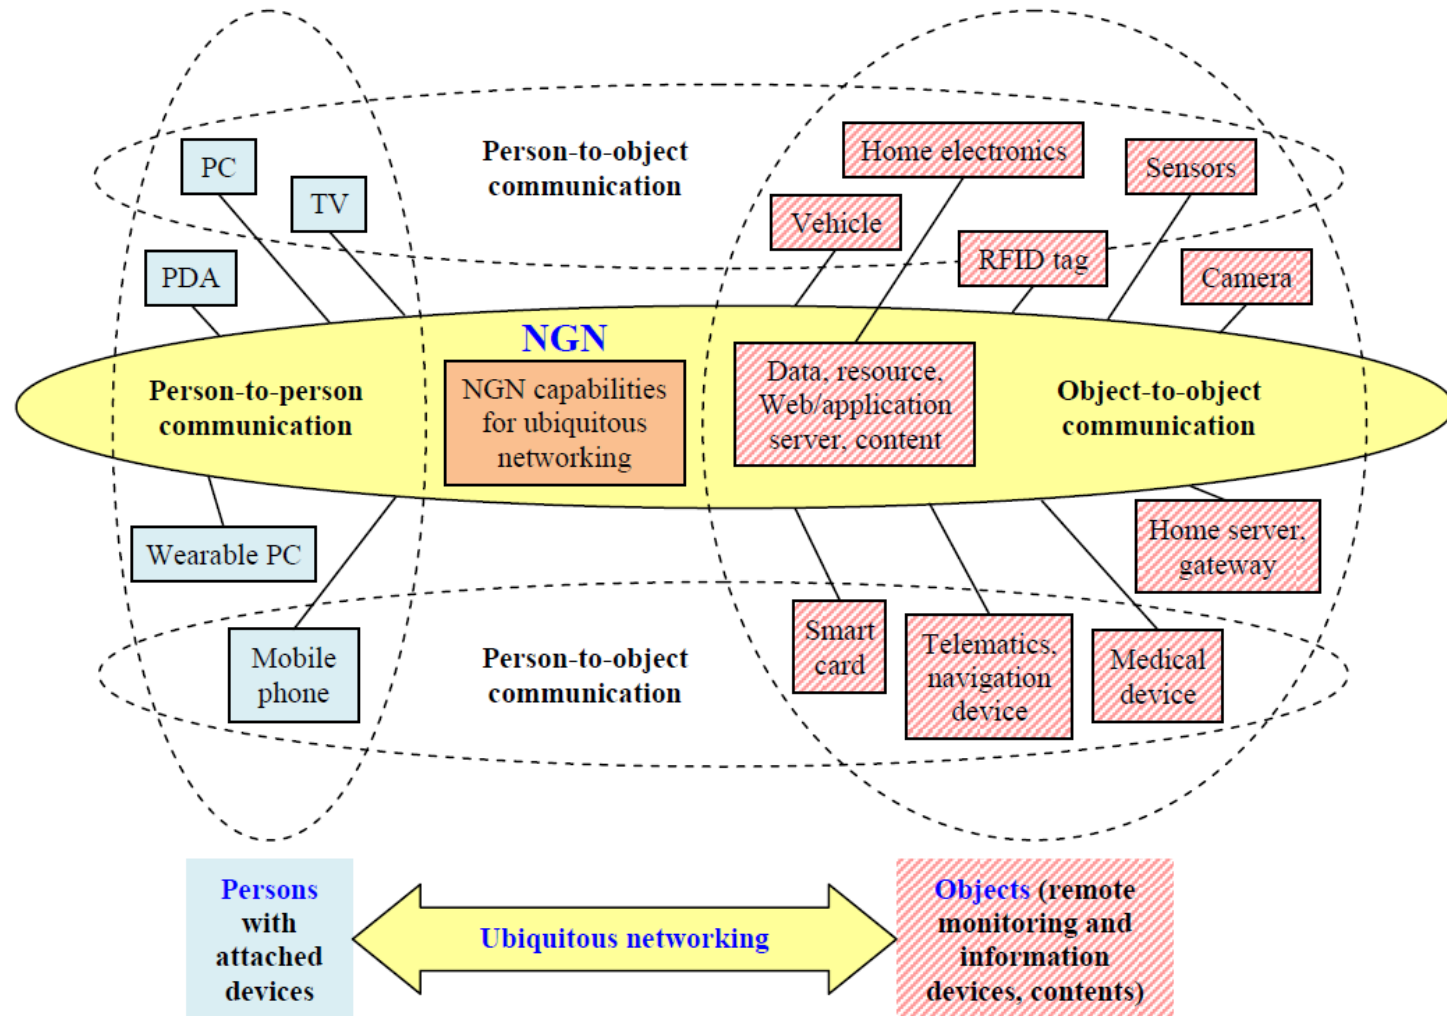 PC
TV
PDA
Person-to-object
communication
Home electronics
Sensors
Vehicle
RFID tag
Camera
NGN
Person-to-person
communication
NGN capabilities
for ubiquitous
networking
Data, resource,
Web/application
server, content
Object-to-object
communication
Wearable PC
Mobile
phone
Person-to-object
communication
Smart
card
Telematics,
navigation
device
Medical
device
Home server,
gateway
Persons
with
attached
devices
Ubiquitous networking
Objects (remote
monitoring and
information
devices, contents)